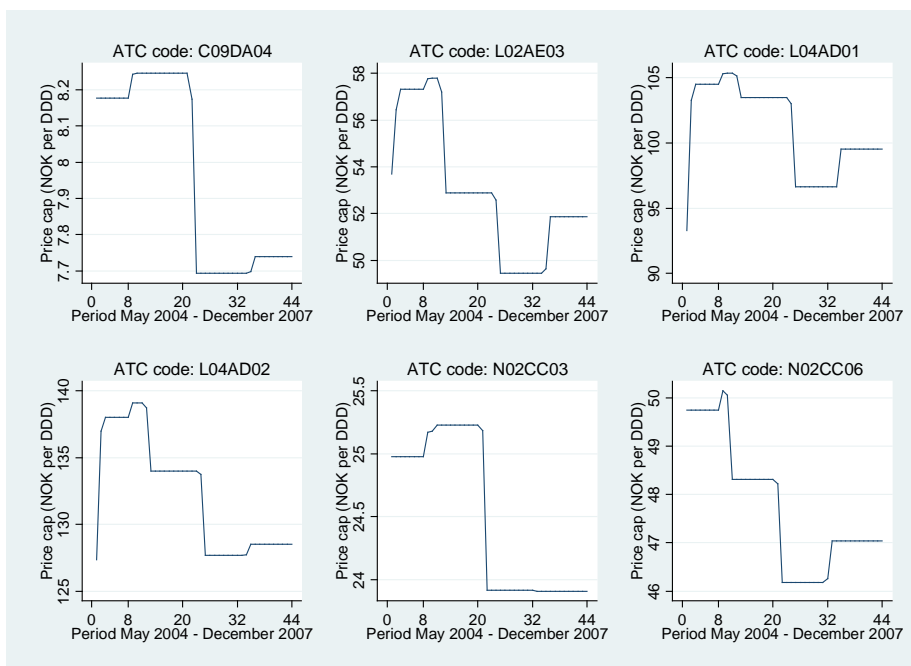 ATC code: C09DA04
Price cap (NOK per DDD)
8.2
8.1
8
7.9
7.8
7.7
0 8 20 32 44
Period May 2004 - December 2007
ATC code: L02AE03
Price cap (NOK per DDD)
58
56
54
52
50
0 8 20 32 44
Period May 2004 - December 2007
ATC code: L04AD01
Price cap (NOK per DDD)
105
100
95
90
0 8 20 32 44
Period May 2004 - December 2007
ATC code: L04AD02
Price cap (NOK per DDD)
140
135
130
125
0 8 20 32 44
Period May 2004 - December 2007
ATC code: N02CC03
Price cap (NOK per DDD)
25.5
25
24.5
24
0 8 20 32 44
Period May 2004 - December 2007
ATC code: N02CC06
Price cap (NOK per DDD)
50
49
48
47
46
0 8 20 32 44
Period May 2004 - December 2007